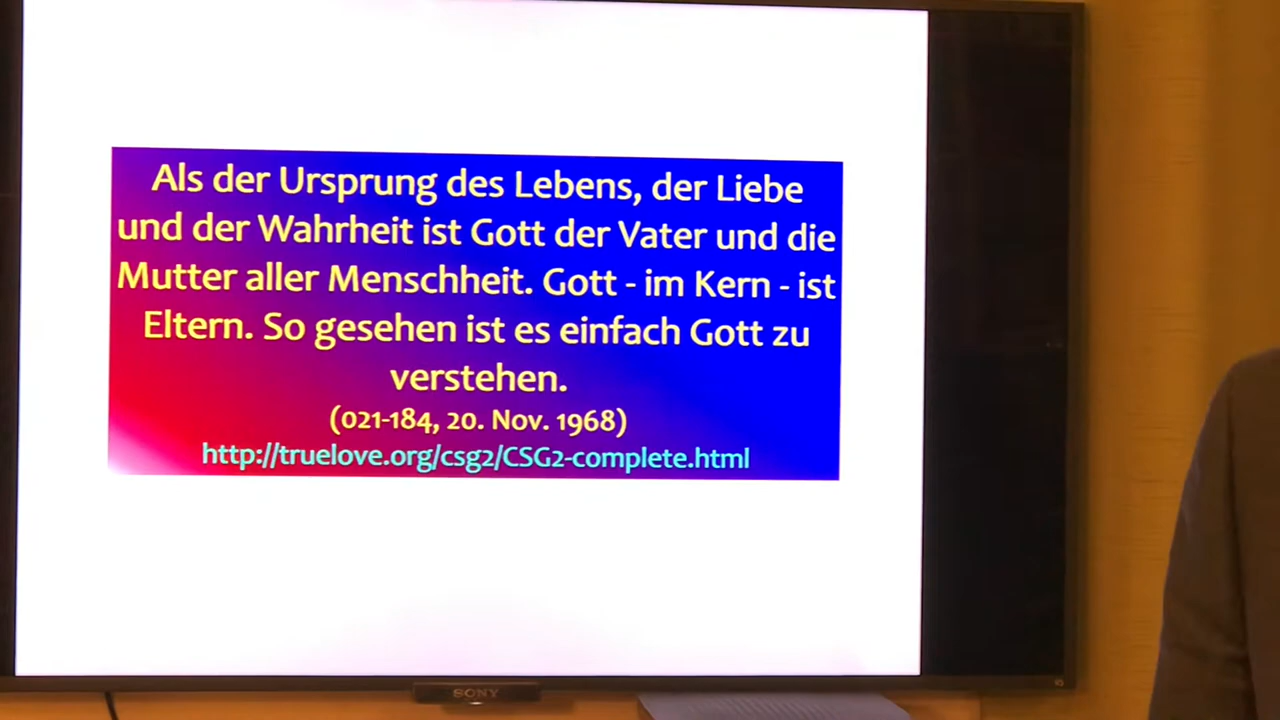 Als der Ursprung des Lebens, der Liebe
und der Wahrheit ist Gott der Vater und die
Mutter aller Menschheit. Gott - im Kern - ist
Eltern. So gesehen ist es einfach Gott zu
verstehen.
(021-184, 20. Nov. 1968)
http://truelove.org/csg2/CSG2-complete.html
SONY